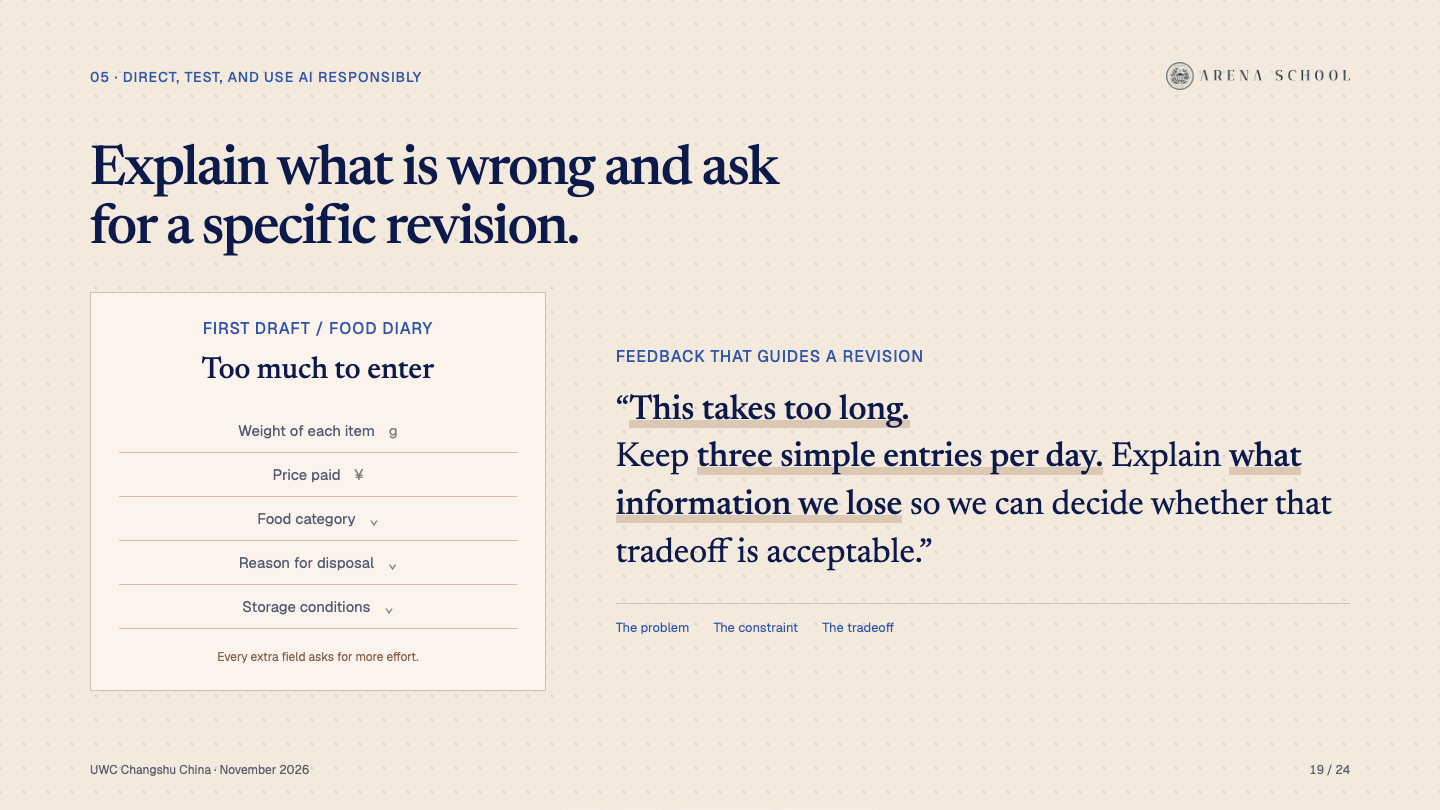 05 · DIRECT, TEST, AND USE AI RESPONSIBLY
ARENA SCHOOL
Explain what is wrong and ask
for a specific revision.
FIRST DRAFT / FOOD DIARY
Too much to enter
Weight of each item g
Price paid ¥
Food category
Reason for disposal
Storage conditions
Every extra field asks for more effort.
FEEDBACK THAT GUIDES A REVISION
“This takes too long.
Keep three simple entries per day. Explain what
information we lose so we can decide whether that
tradeoff is acceptable.”
The problem The constraint The tradeoff
UWC Changshu China · November 2026
19 / 24